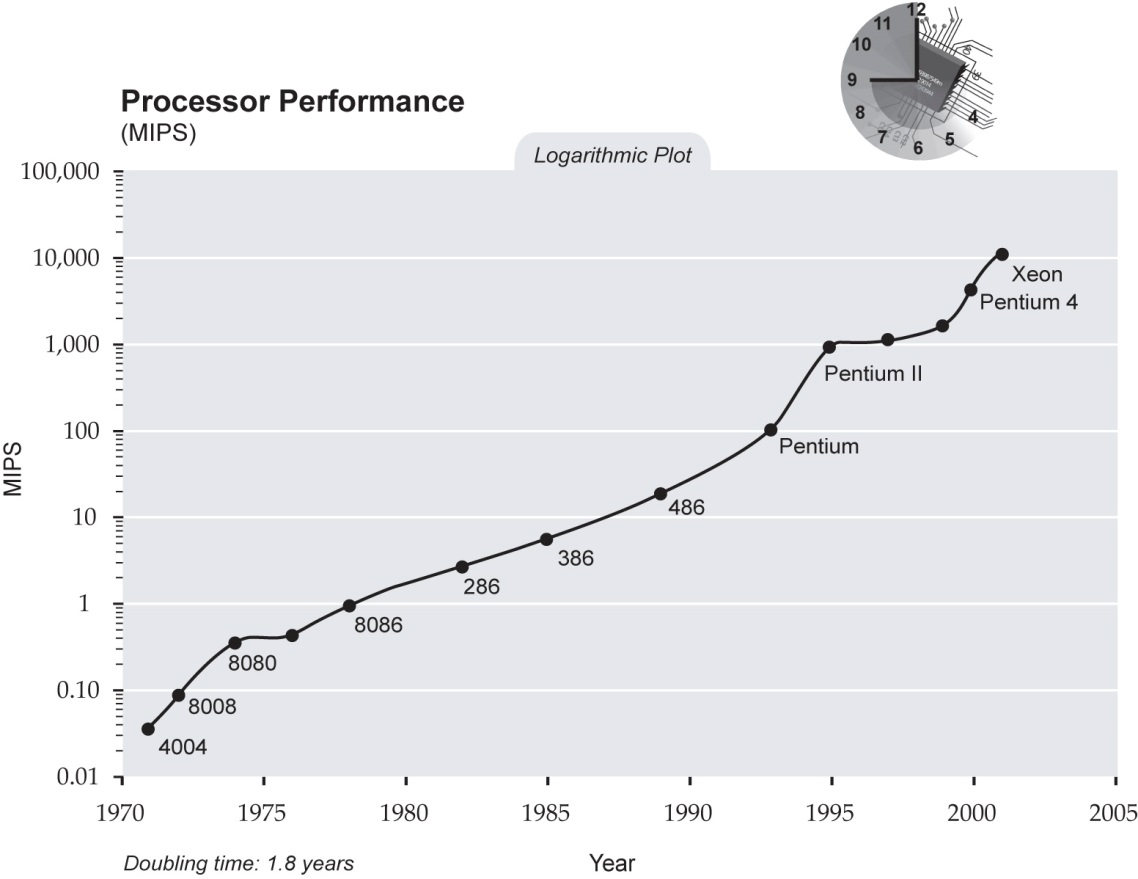 12
11
10
9
8
7
6
5
4
Processor Performance
(MIPS)
Logarithmic Plot
100,000
10,000
1,000
100
10
1
0.10
0.01
MIPS
Xeon
Pentium 4
Pentium II
Pentium
486
386
286
8086
8080
8008
4004
1970 1975 1980 1985 1990 1995 2000 2005
Doubling time: 1.8 years
Year